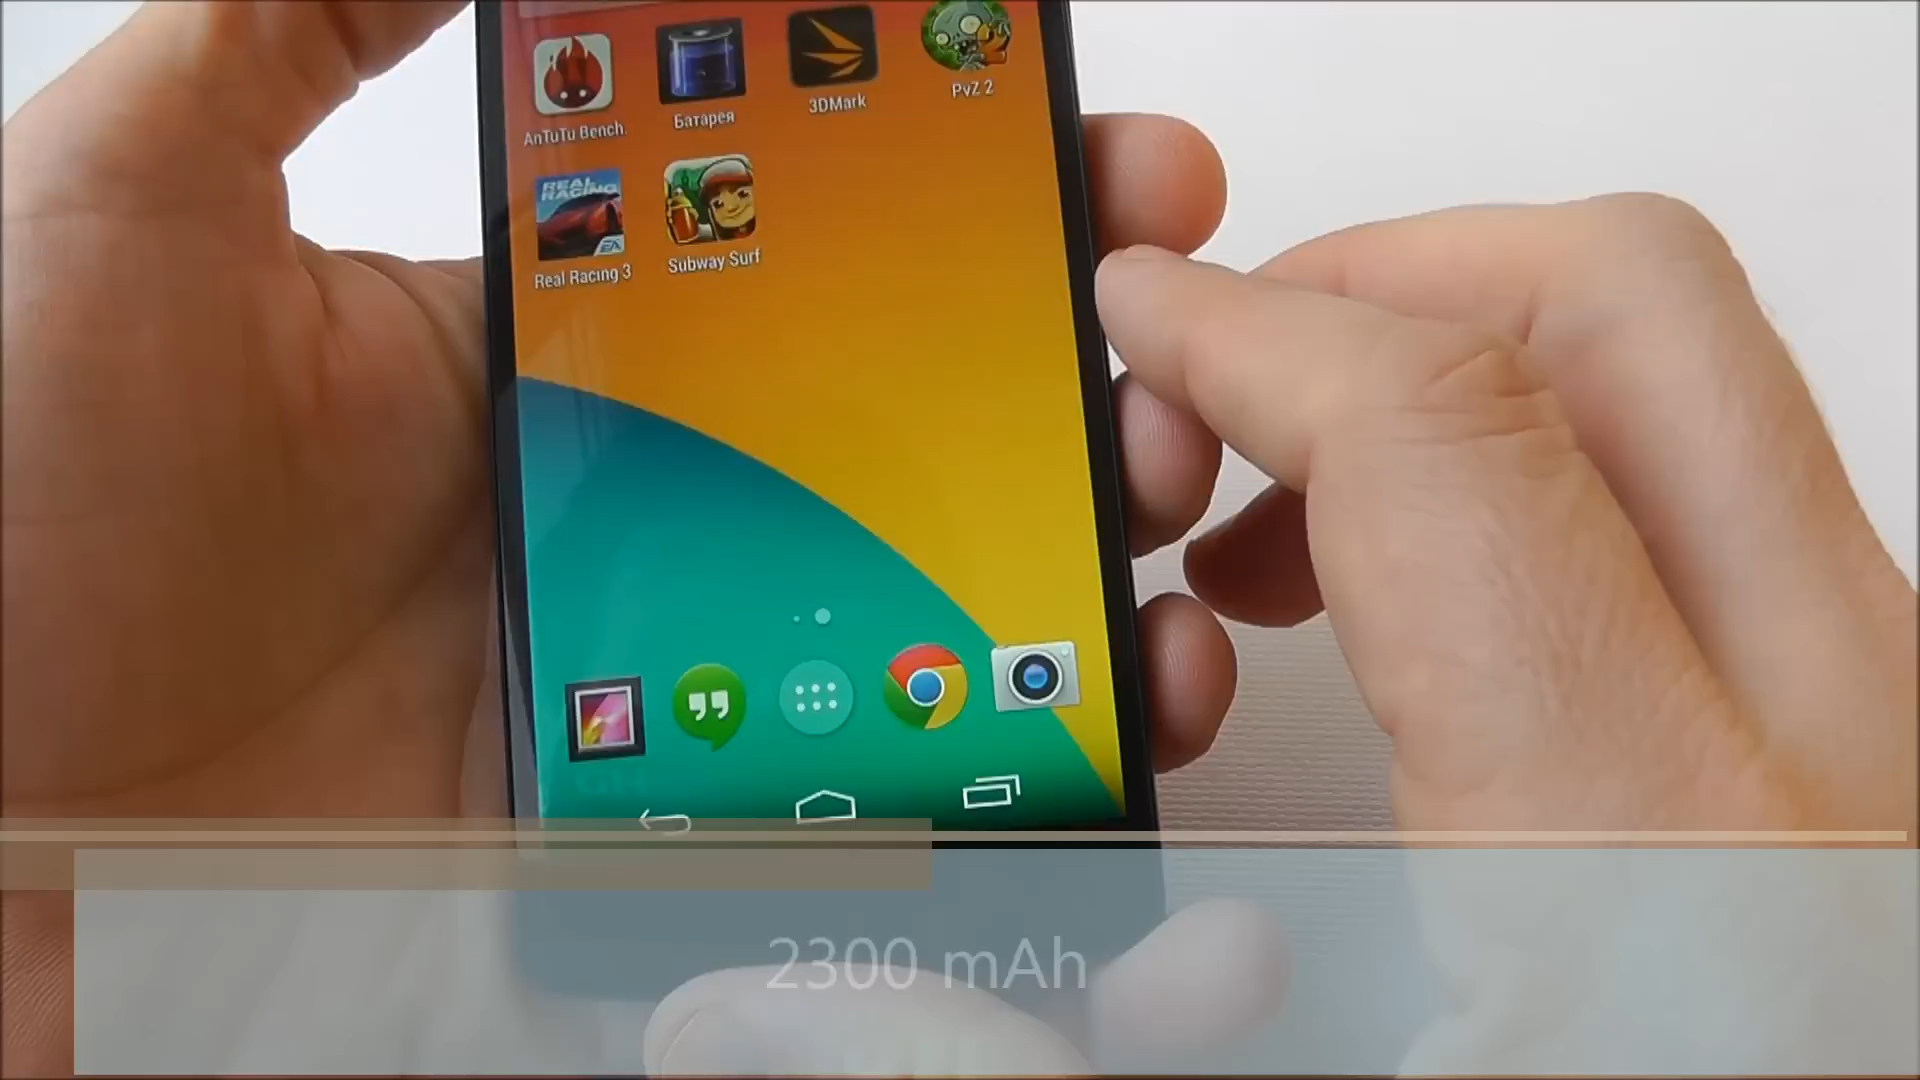 AnTuTu Bench.
Батарея
3DMark
PvZ 2
REAL
RACING
EA
Real Racing 3
Subway Surf
2300 mAh